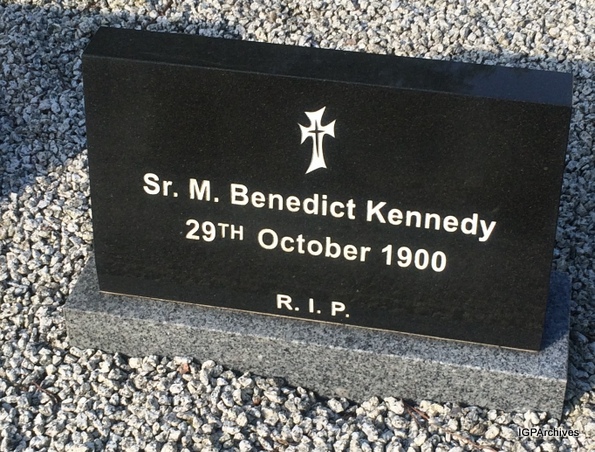 Sr. M. Benedict Kennedy
29TH October 1900
R. I. P.
IGPArchives